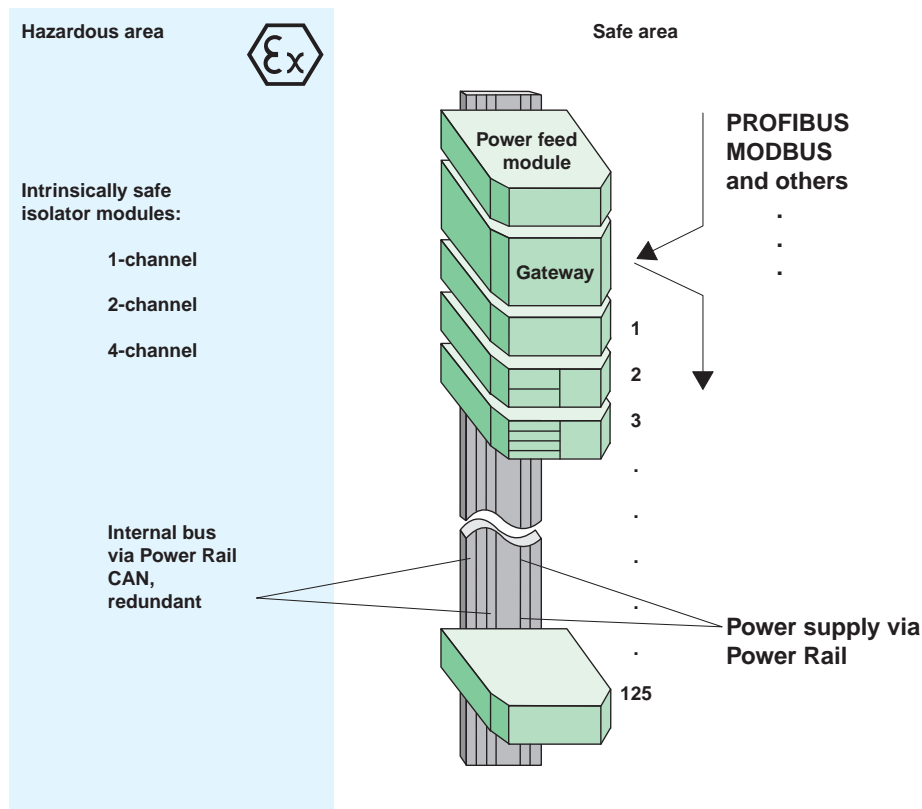 Hazardous area
Ex
Safe area
Power feed
module
PROFIBUS
MODBUS
and others
.
.
.
Intrinsically safe
isolator modules:
1-channel
2-channel
4-channel
Gateway
1
2
3
.
.
.
.
.
125
Internal bus
via Power Rail
CAN,
redundant
Power supply via
Power Rail